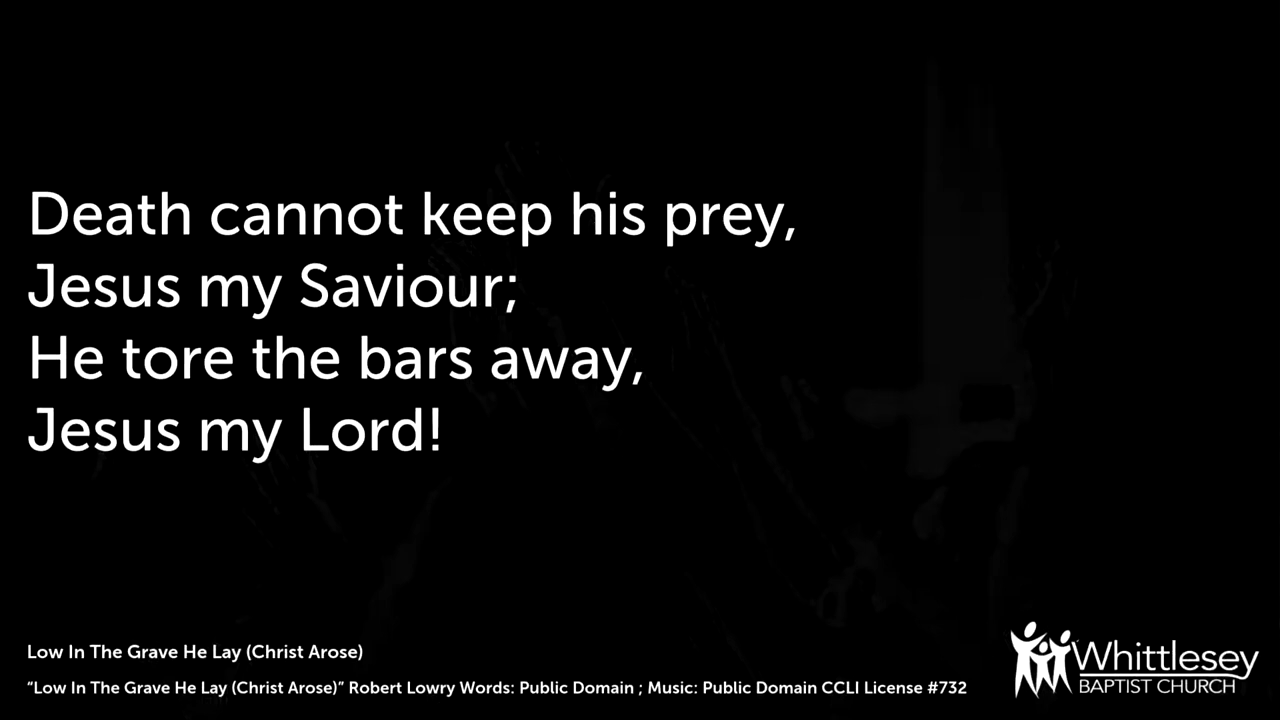 Death cannot keep his prey,
Jesus my Saviour;
He tore the bars away,
Jesus my Lord!
Low In The Grave He Lay (Christ Arose)
“Low In The Grave He Lay (Christ Arose)” Robert Lowry Words: Public Domain ; Music: Public Domain CCLI License #732
Whittlesey
BAPTIST CHURCH